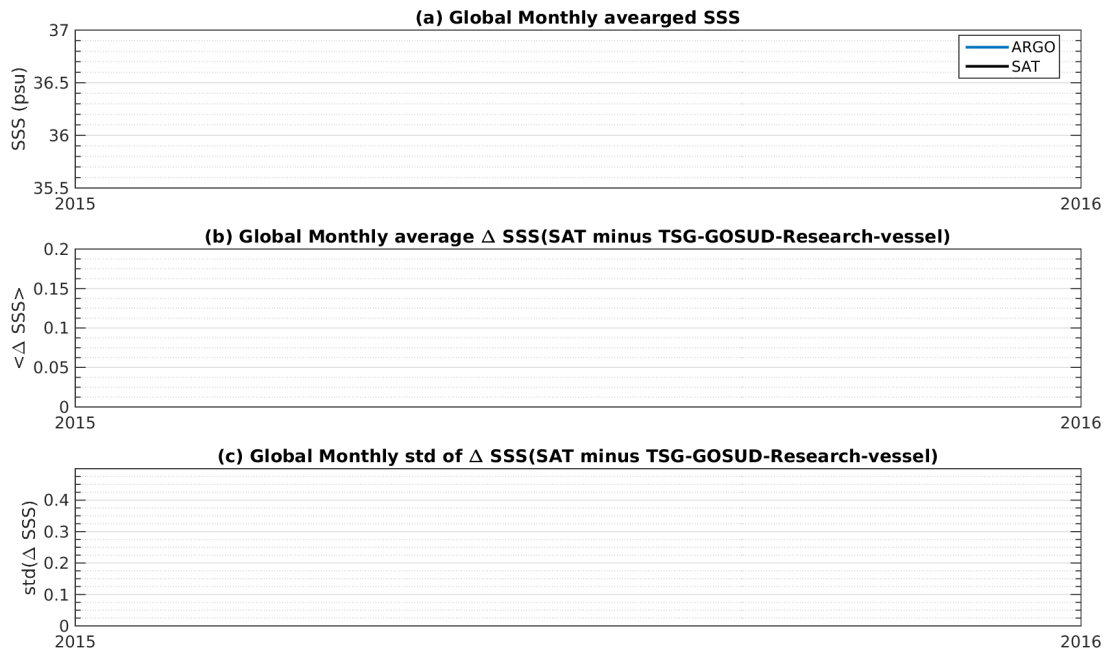 (a) Global Monthly avearged SSS
37
36.5
36
35.5
SSS (psu)
ARGO
SAT
2015 2016
(b) Global Monthly average Δ SSS(SAT minus TSG-GOSUD-Research-vessel)
0.2
0.15
0.1
0.05
0
<Δ SSS>
2015 2016
(c) Global Monthly std of Δ SSS(SAT minus TSG-GOSUD-Research-vessel)
0.4
0.3
0.2
0.1
0
std(Δ SSS)
2015 2016